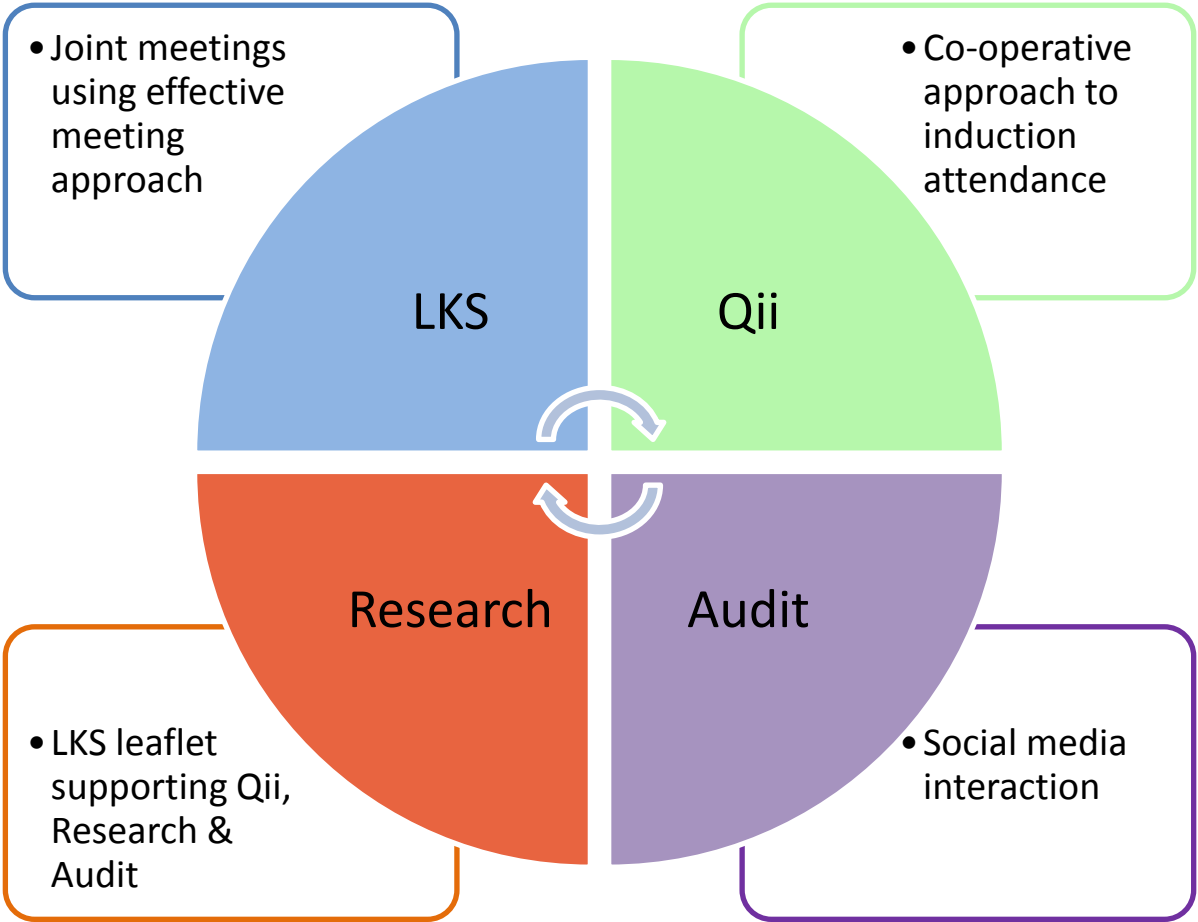 • Joint meetings
using effective
meeting
approach
• Co-operative
approach to
induction
attendance
LKS
Qii
Research
Audit
• LKS leaflet
supporting Qii,
Research &
Audit
• Social media
interaction